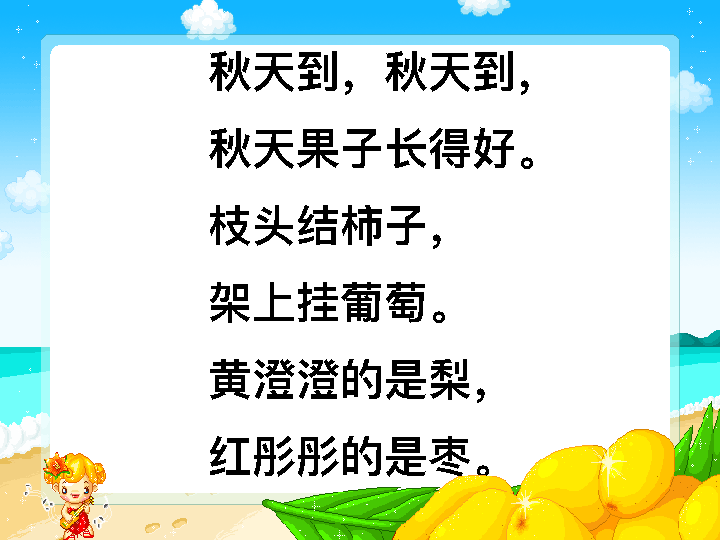 秋天到，秋天到，
秋天果子长得好。
枝头结柿子，
架上挂葡萄。
黄澄澄的是梨，
红彤彤的是枣。